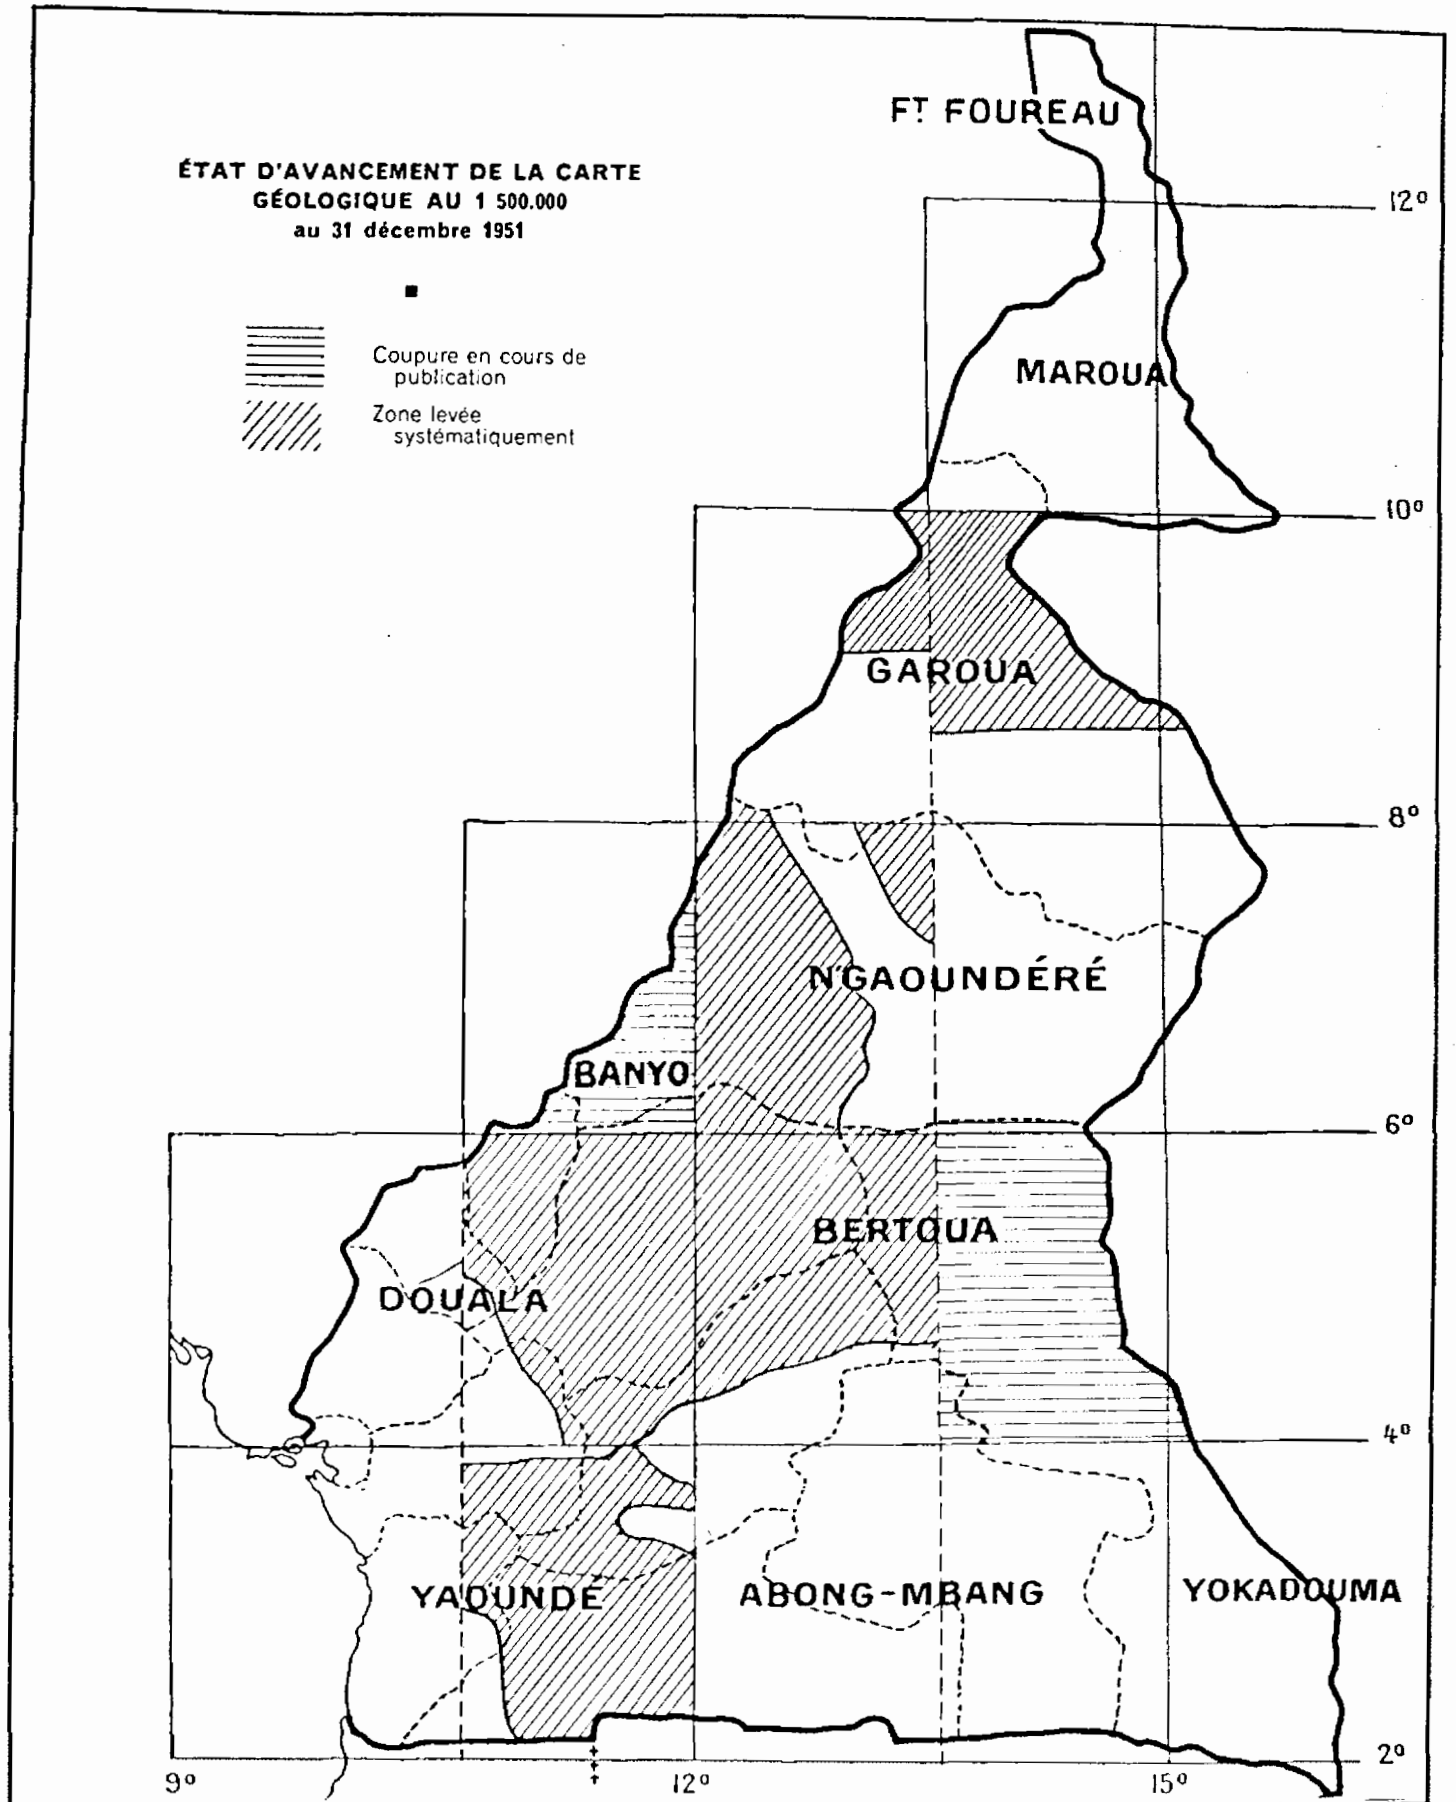 ÉTAT D'AVANCEMENT DE LA CARTE
GÉOLOGIQUE AU 1 500.000
au 31 décembre 1951
Coupure en cours de
publication
Zone levée
systématiquement
FT FOUREAU
12°
MAROUA
10°
GAROUA
8°
N'GAOUNDÉRÉ
BANYO
6°
BERTOUA
DOUALA
4°
YAOUNDÉ
ABONG-MBANG
YOKADOUMA
2°
9°
12°
15°